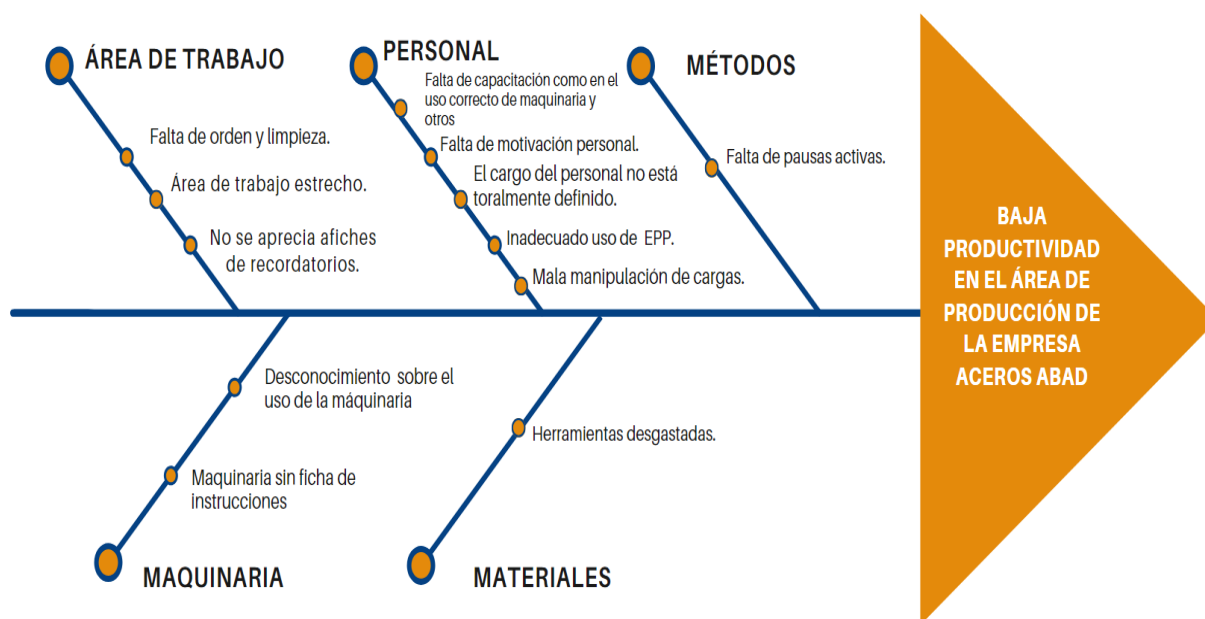 ÁREA DE TRABAJO
Falta de orden y limpieza.
Área de trabajo estrecho.
No se aprecia afiches
de recordatorios.
PERSONAL
Falta de capacitación como en el
uso correcto de maquinaria y
otros
Falta de motivación personal.
El cargo del personal no está
toralmente definido.
Inadecuado uso de EPP.
Mala manipulación de cargas.
MÉTODOS
Falta de pausas activas.
Desconocimiento sobre el
uso de la máquinaria
Maquinaria sin ficha de
instrucciones
MAQUINARIA
Herramientas desgastadas.
MATERIALES
BAJA
PRODUCTIVIDAD
EN EL ÁREA DE
PRODUCCIÓN DE
LA EMPRESA
ACEROS ABAD